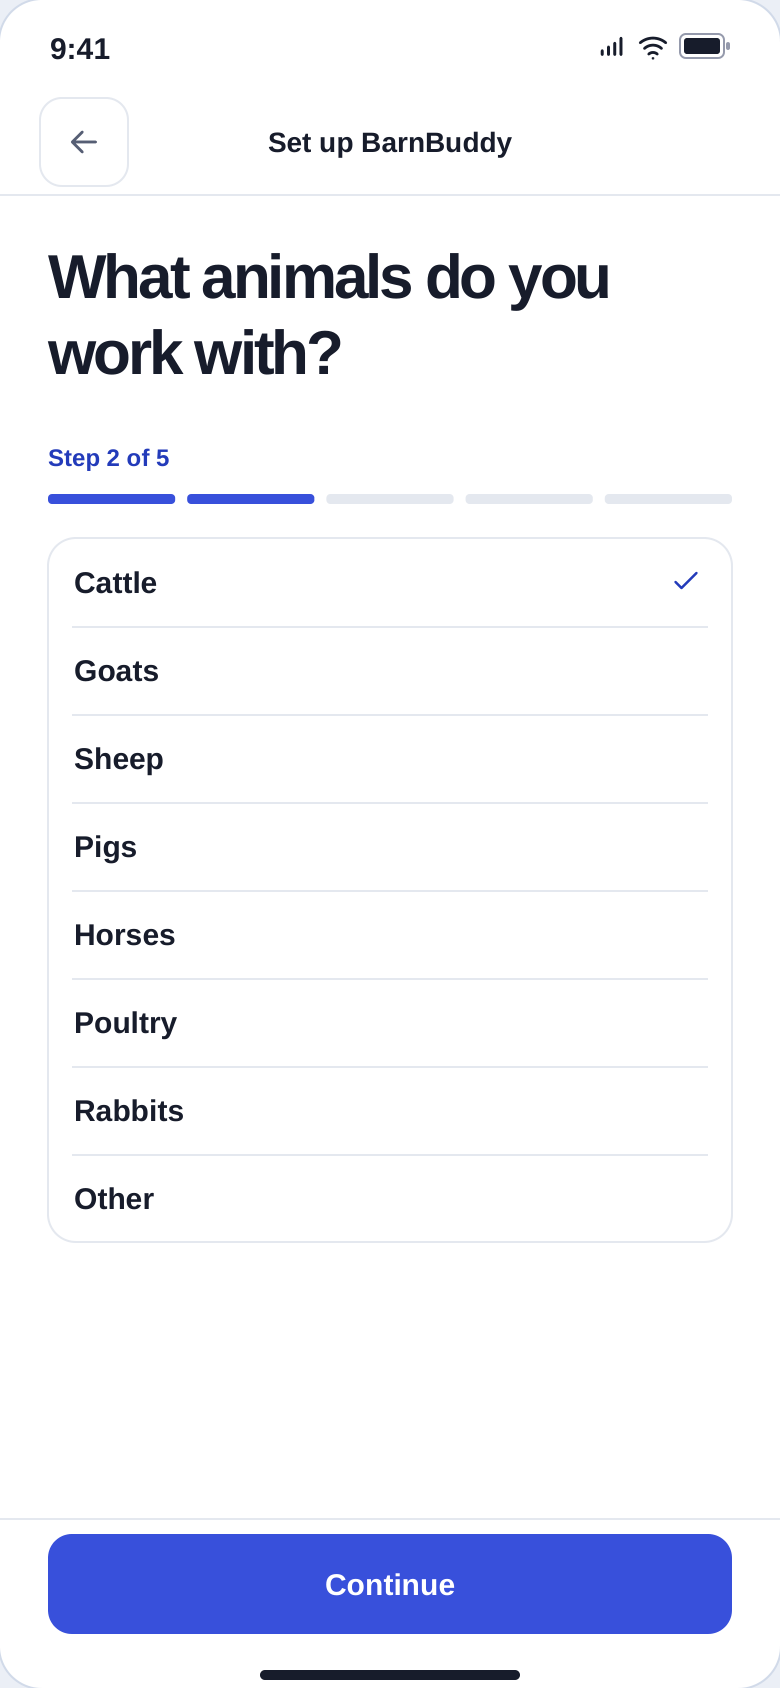 9:41
Set up BarnBuddy
What animals do you
work with?
Step 2 of 5
Cattle
Goats
Sheep
Pigs
Horses
Poultry
Rabbits
Other
Continue